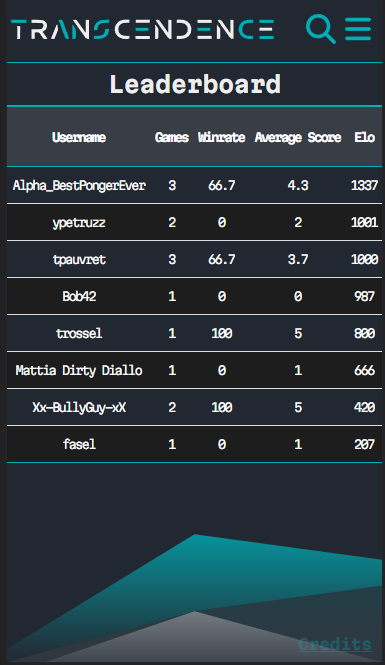 TRANSCENDENCE
Leaderboard
Username Games Winrate Average Score Elo
Alpha_BestPongerEver 3 66.7 4.3 1337
ypetruzz 2 0 2 1001
tpauvret 3 66.7 3.7 1000
Bob42 1 0 0 987
trossel 1 100 5 800
Mattia Dirty Diallo 1 0 1 666
Xx-BullyGuy-xX 2 100 5 420
fasel 1 0 1 207
Credits